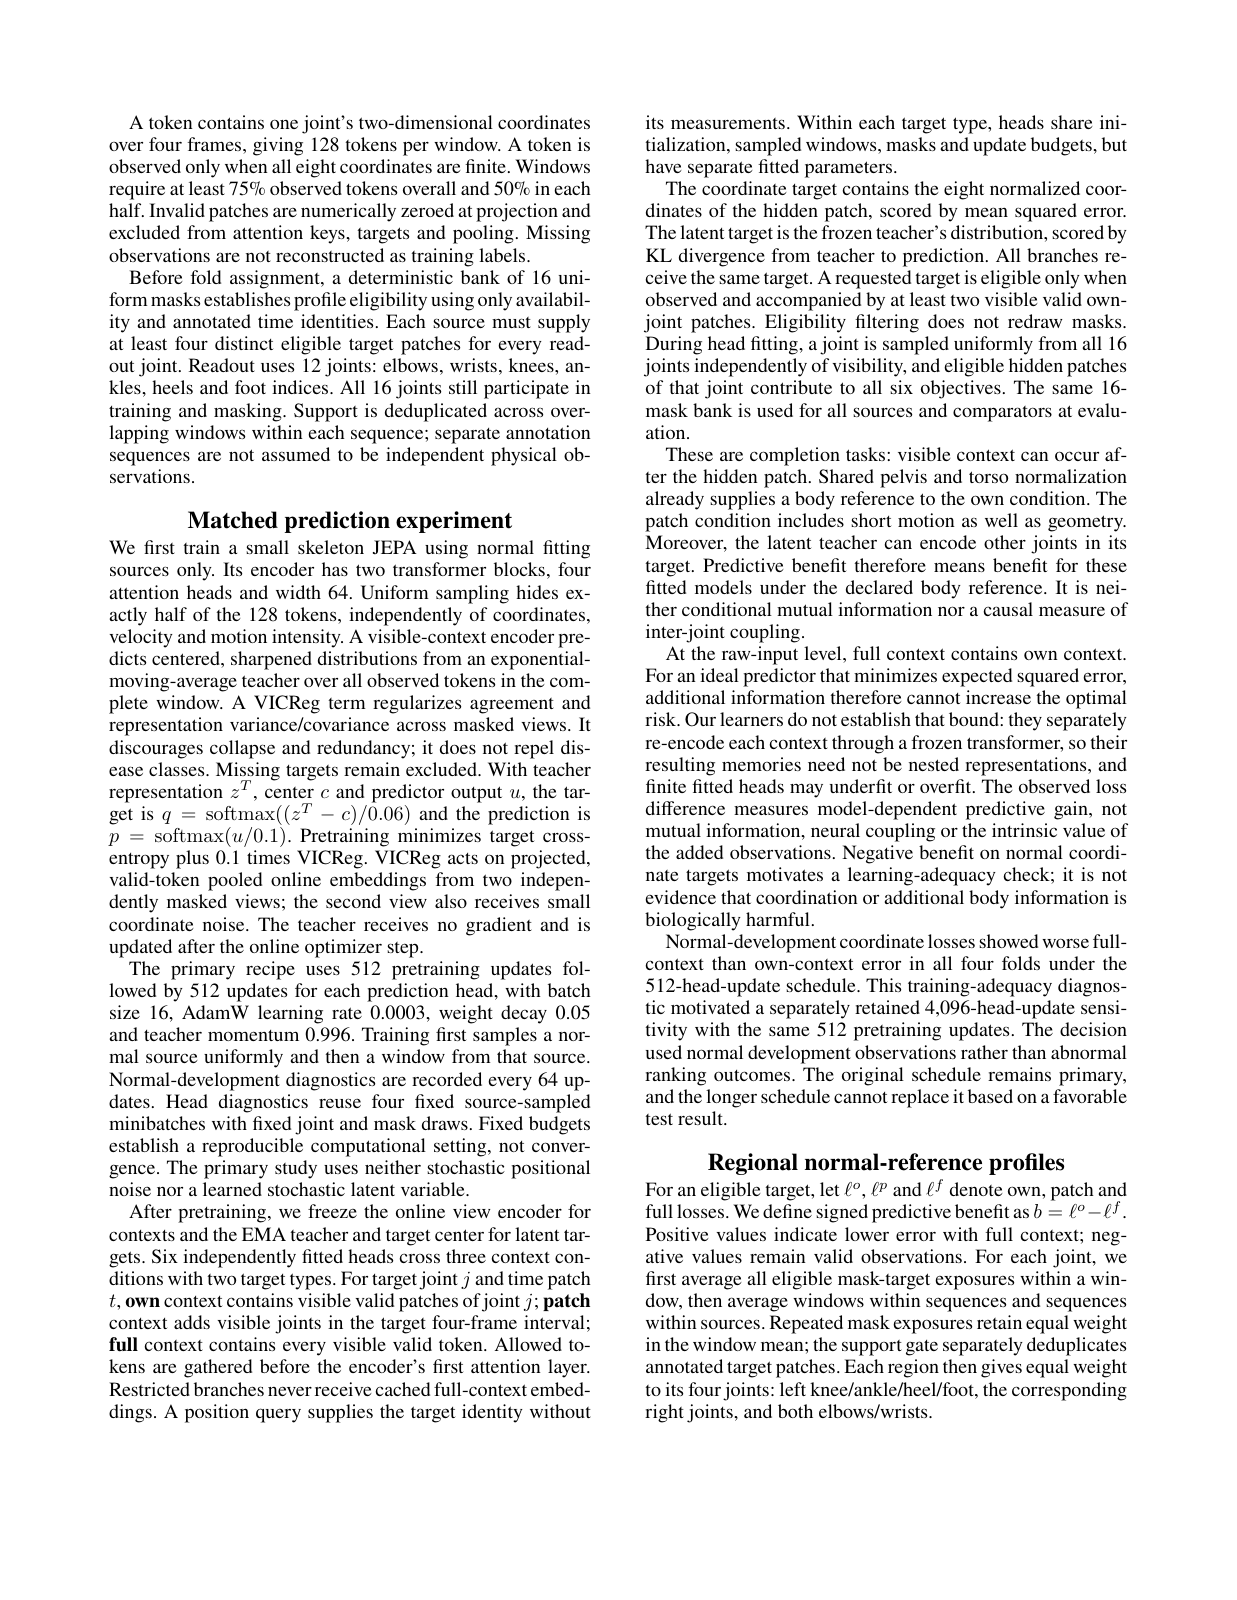 A token contains one joint's two-dimensional coordinates
over four frames, giving 128 tokens per window. A token is
observed only when all eight coordinates are finite. Windows
require at least 75% observed tokens overall and 50% in each
half. Invalid patches are numerically zeroed at projection and
excluded from attention keys, targets and pooling. Missing
observations are not reconstructed as training labels.
Before fold assignment, a deterministic bank of 16 uni-
form masks establishes profile eligibility using only availabil-
ity and annotated time identities. Each source must supply
at least four distinct eligible target patches for every read-
out joint. Readout uses 12 joints: elbows, wrists, knees, an-
kles, heels and foot indices. All 16 joints still participate in
training and masking. Support is deduplicated across over-
lapping windows within each sequence; separate annotation
sequences are not assumed to be independent physical ob-
servations.
Matched prediction experiment
We first train a small skeleton JEPA using normal fitting
sources only. Its encoder has two transformer blocks, four
attention heads and width 64. Uniform sampling hides ex-
actly half of the 128 tokens, independently of coordinates,
velocity and motion intensity. A visible-context encoder pre-
dicts centered, sharpened distributions from an exponential-
moving-average teacher over all observed tokens in the com-
plete window. A VICReg term regularizes agreement and
representation variance/covariance across masked views. It
discourages collapse and redundancy; it does not repel dis-
ease classes. Missing targets remain excluded. With teacher
representation z^T, center c and predictor output u, the tar-
get is q = softmax((z^T − c)/0.06) and the prediction is
p = softmax(u/0.1). Pretraining minimizes target cross-
entropy plus 0.1 times VICReg. VICReg acts on projected,
valid-token pooled online embeddings from two indepen-
dently masked views; the second view also receives small
coordinate noise. The teacher receives no gradient and is
updated after the online optimizer step.
The primary recipe uses 512 pretraining updates fol-
lowed by 512 updates for each prediction head, with batch
size 16, AdamW learning rate 0.0003, weight decay 0.05
and teacher momentum 0.996. Training first samples a nor-
mal source uniformly and then a window from that source.
Normal-development diagnostics are recorded every 64 up-
dates. Head diagnostics reuse four fixed source-sampled
minibatches with fixed joint and mask draws. Fixed budgets
establish a reproducible computational setting, not conver-
gence. The primary study uses neither stochastic positional
noise nor a learned stochastic latent variable.
After pretraining, we freeze the online view encoder for
contexts and the EMA teacher and target center for latent tar-
gets. Six independently fitted heads cross three context con-
ditions with two target types. For target joint j and time patch
t, own context contains visible valid patches of joint j; patch
context adds visible joints in the target four-frame interval;
full context contains every visible valid token. Allowed to-
kens are gathered before the encoder's first attention layer.
Restricted branches never receive cached full-context embed-
dings. A position query supplies the target identity without
its measurements. Within each target type, heads share ini-
tialization, sampled windows, masks and update budgets, but
have separate fitted parameters.
The coordinate target contains the eight normalized coor-
dinates of the hidden patch, scored by mean squared error.
The latent target is the frozen teacher's distribution, scored by
KL divergence from teacher to prediction. All branches re-
ceive the same target. A requested target is eligible only when
observed and accompanied by at least two visible valid own-
joint patches. Eligibility filtering does not redraw masks.
During head fitting, a joint is sampled uniformly from all 16
joints independently of visibility, and eligible hidden patches
of that joint contribute to all six objectives. The same 16-
mask bank is used for all sources and comparators at evalu-
ation.
These are completion tasks: visible context can occur af-
ter the hidden patch. Shared pelvis and torso normalization
already supplies a body reference to the own condition. The
patch condition includes short motion as well as geometry.
Moreover, the latent teacher can encode other joints in its
target. Predictive benefit therefore means benefit for these
fitted models under the declared body reference. It is nei-
ther conditional mutual information nor a causal measure of
inter-joint coupling.
At the raw-input level, full context contains own context.
For an ideal predictor that minimizes expected squared error,
additional information therefore cannot increase the optimal
risk. Our learners do not establish that bound: they separately
re-encode each context through a frozen transformer, so their
resulting memories need not be nested representations, and
finite fitted heads may underfit or overfit. The observed loss
difference measures model-dependent predictive gain, not
mutual information, neural coupling or the intrinsic value of
the added observations. Negative benefit on normal coordi-
nate targets motivates a learning-adequacy check; it is not
evidence that coordination or additional body information is
biologically harmful.
Normal-development coordinate losses showed worse full-
context than own-context error in all four folds under the
512-head-update schedule. This training-adequacy diagnos-
tic motivated a separately retained 4,096-head-update sensi-
tivity with the same 512 pretraining updates. The decision
used normal development observations rather than abnormal
ranking outcomes. The original schedule remains primary,
and the longer schedule cannot replace it based on a favorable
test result.
Regional normal-reference profiles
For an eligible target, let ℓ^o, ℓ^p and ℓ^f denote own, patch and
full losses. We define signed predictive benefit as b = ℓ^o−ℓ^f.
Positive values indicate lower error with full context; neg-
ative values remain valid observations. For each joint, we
first average all eligible mask-target exposures within a win-
dow, then average windows within sequences and sequences
within sources. Repeated mask exposures retain equal weight
in the window mean; the support gate separately deduplicates
annotated target patches. Each region then gives equal weight
to its four joints: left knee/ankle/heel/foot, the corresponding
right joints, and both elbows/wrists.